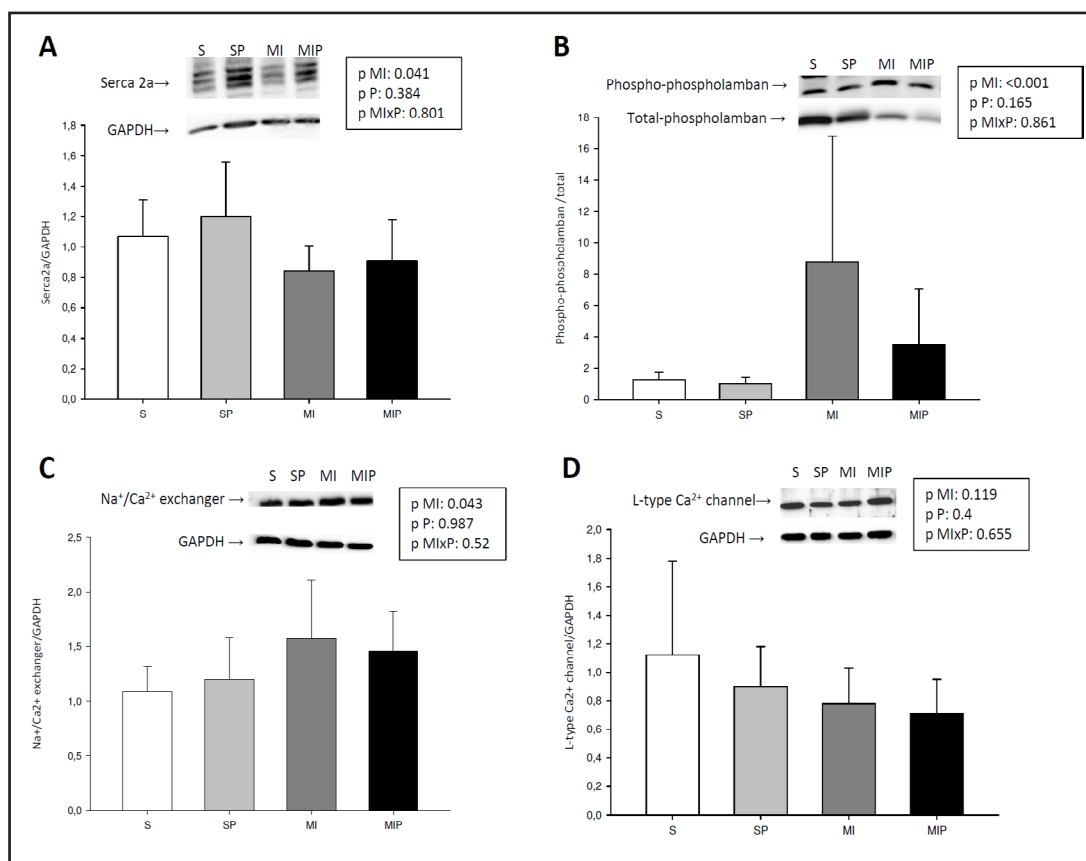 A
S SP MI MIP
Serca 2a→
GAPDH→
p MI: 0.041
p P: 0.384
p MIxP: 0.801
Serca2a/GAPDH
1,8
1,6
1,4
1,2
1,0
0,8
0,6
0,4
0,2
0,0
S SP MI MIP
B
S SP MI MIP
Phospho-phospholamban→
Total-phospholamban→
p MI: <0.001
p P: 0.165
p MIxP: 0.861
Phospho-phospholamban/total
18
16
14
12
10
8
6
4
2
0
S SP MI MIP
C
S SP MI MIP
Na⁺/Ca²⁺ exchanger→
GAPDH→
p MI: 0.043
p P: 0.987
p MIxP: 0.52
Na+/Ca2+ exchanger/GAPDH
2,5
2,0
1,5
1,0
0,5
0,0
S SP MI MIP
D
S SP MI MIP
L-type Ca²⁺ channel→
GAPDH→
p MI: 0.119
p P: 0.4
p MIxP: 0.655
L-type Ca2+ channel/GAPDH
2,0
1,8
1,6
1,4
1,2
1,0
0,8
0,6
0,4
0,2
0,0
S SP MI MIP